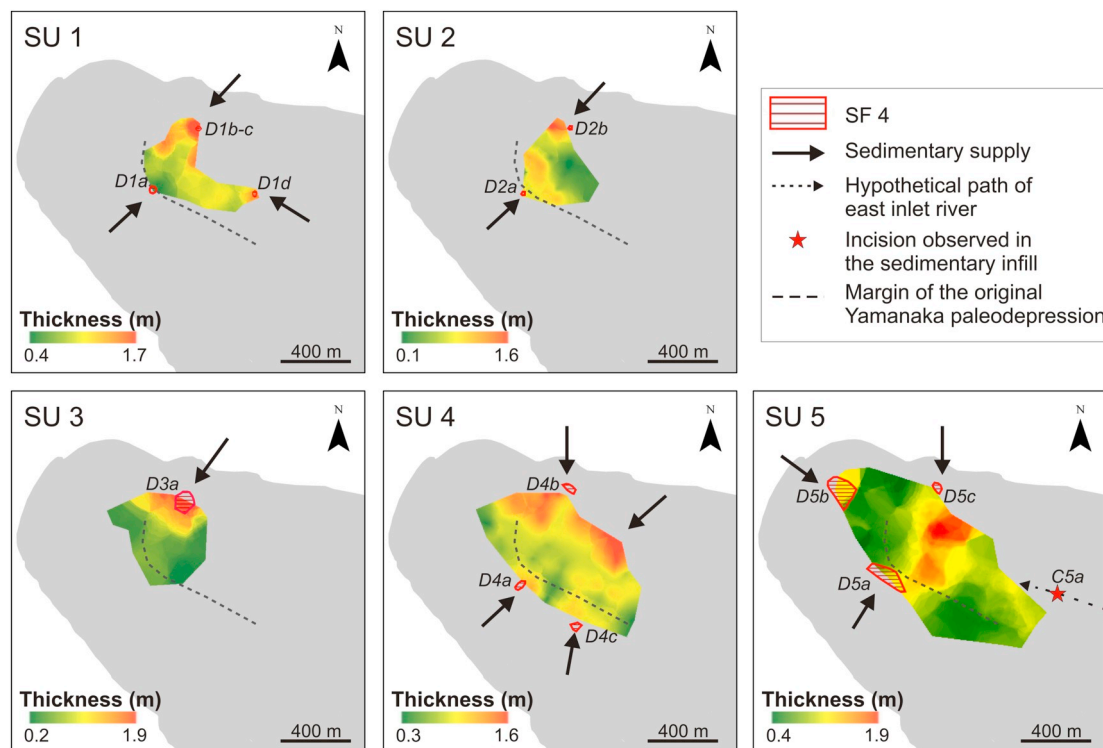 SU 1
N
D1b-c
D1a
D1d
Thickness (m)
0.4
1.7
400 m
SU 2
N
D2b
D2a
Thickness (m)
0.1
1.6
400 m
SF 4
Sedimentary supply
Hypothetical path of
east inlet river
Incision observed in
the sedimentary infill
Margin of the original
Yamanaka paleodepression
SU 3
N
D3a
Thickness (m)
0.2
1.9
400 m
SU 4
N
D4b
D4a
D4c
Thickness (m)
0.3
1.6
400 m
SU 5
N
D5b
D5c
D5a
C5a
Thickness (m)
0.4
1.9
400 m